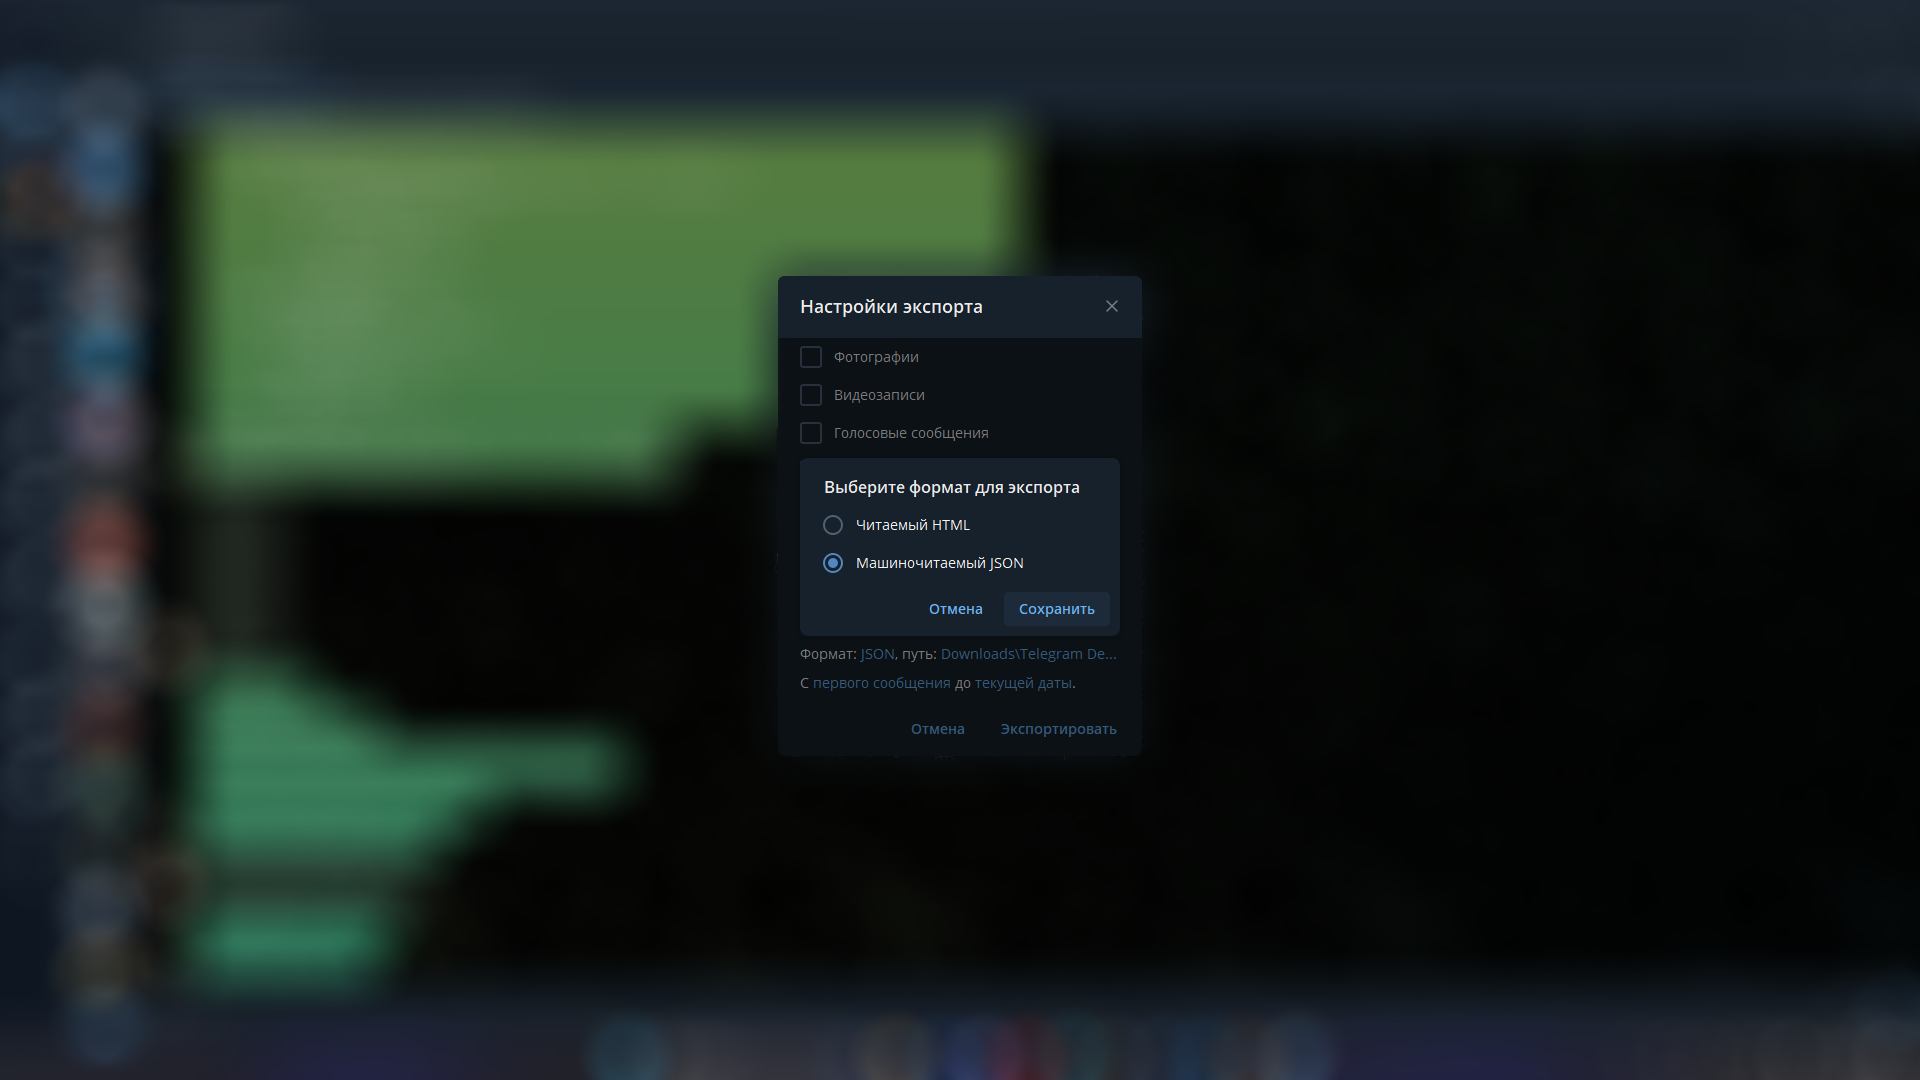 Настройки экспорта
Фотографии
Видеозаписи
Голосовые сообщения
Выберите формат для экспорта
Читаемый HTML
Машиночитаемый JSON
Отмена Сохранить
Формат: JSON, путь: Downloads\Telegram De...
С первого сообщения до текущей даты.
Отмена Экспортировать